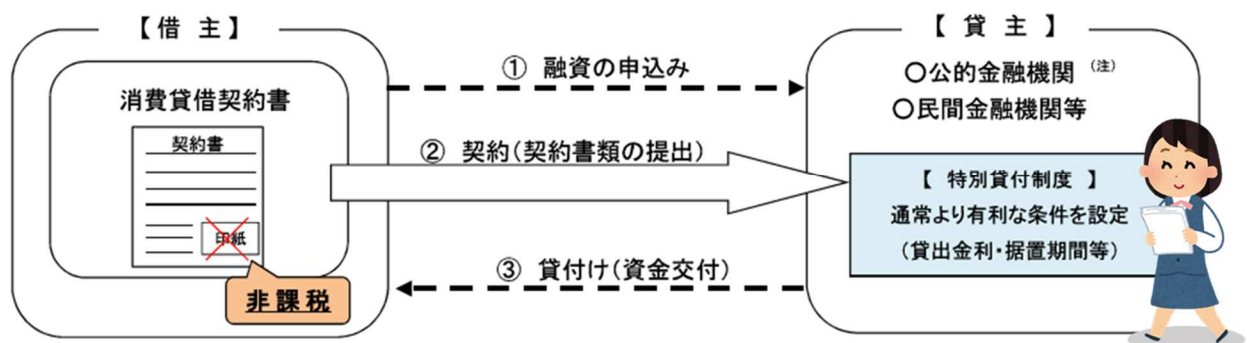 【借 主】
消費貸借契約書
契約書
印紙
非課税
① 融資の申込み
② 契約(契約書類の提出)
③ 貸付け(資金交付)
【 貸 主 】
〇公的金融機関 (注)
〇民間金融機関等
【 特別貸付制度 】
通常より有利な条件を設定
(貸出金利・据置期間等)